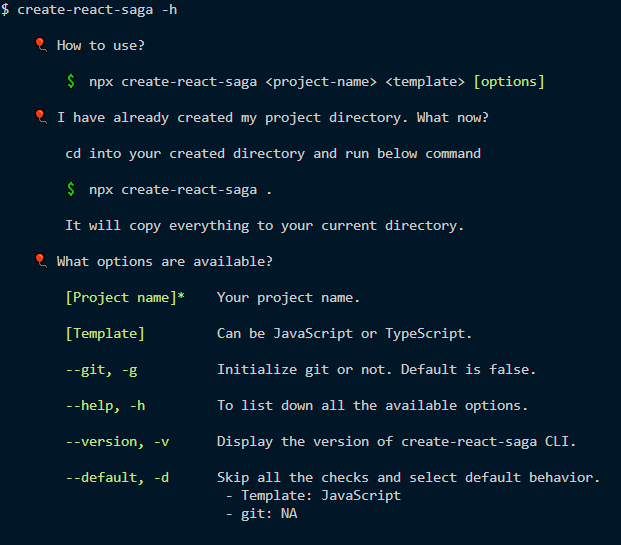 $ create-react-saga -h
How to use?
$ npx create-react-saga <project-name> <template> [options]
I have already created my project directory. What now?
cd into your created directory and run below command
$ npx create-react-saga .
It will copy everything to your current directory.
What options are available?
[Project name]* Your project name.
[Template] Can be JavaScript or TypeScript.
--git, -g Initialize git or not. Default is false.
--help, -h To list down all the available options.
--version, -v Display the version of create-react-saga CLI.
--default, -d Skip all the checks and select default behavior.
- Template: JavaScript
- git: NA